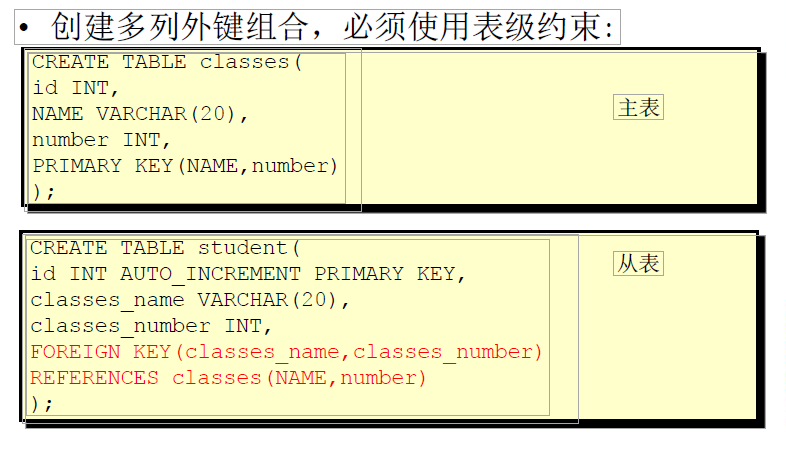 • 创建多列外键组合，必须使用表级约束:
CREATE TABLE classes(
id INT,
NAME VARCHAR(20),
number INT,
PRIMARY KEY(NAME,number)
);
主表
CREATE TABLE student(
id INT AUTO_INCREMENT PRIMARY KEY,
classes_name VARCHAR(20),
classes_number INT,
FOREIGN KEY(classes_name,classes_number)
REFERENCES classes(NAME,number)
);
从表